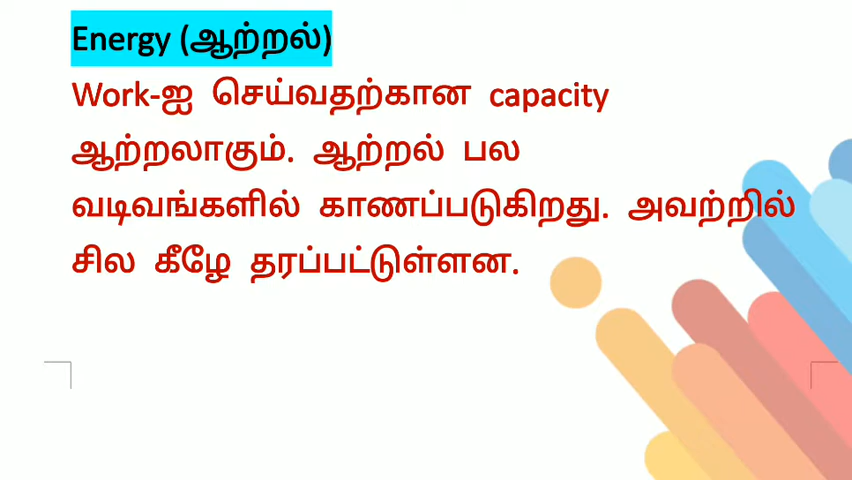 Energy (ஆற்றல்)
Work-ஐ செய்வதற்கான capacity
ஆற்றலாகும். ஆற்றல் பல
வடிவங்களில் காணப்படுகிறது. அவற்றில்
சில கீழே தரப்பட்டுள்ளன.